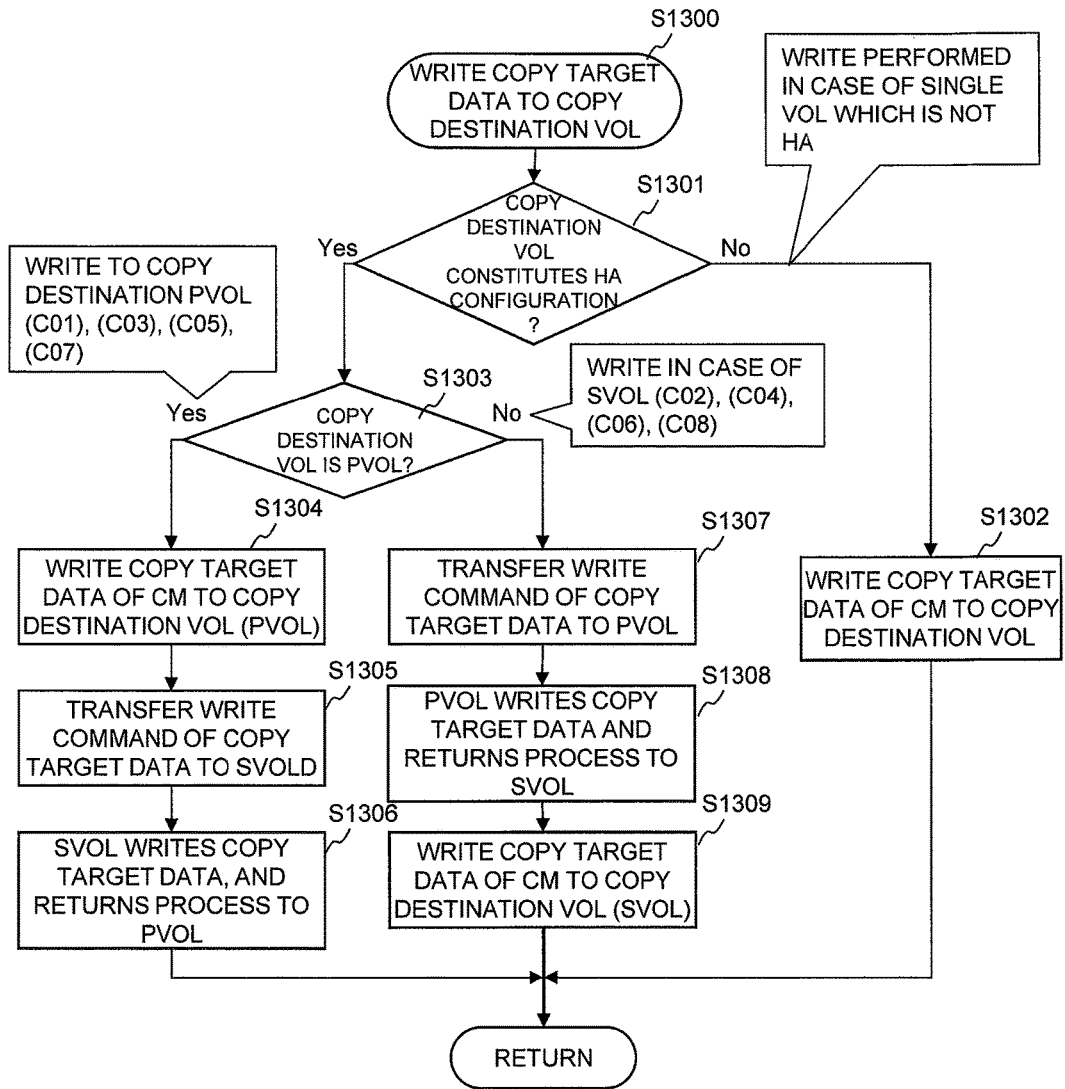 S1300
WRITE COPY TARGET
DATA TO COPY
DESTINATION VOL
WRITE PERFORMED
IN CASE OF SINGLE
VOL WHICH IS NOT
HA
S1301
COPY
DESTINATION
VOL
CONSTITUTES HA
CONFIGURATION
?
Yes
No
WRITE TO COPY
DESTINATION PVOL
(C01), (C03), (C05),
(C07)
S1303
COPY
DESTINATION
VOL IS PVOL?
Yes
No
WRITE IN CASE OF
SVOL (C02), (C04),
(C06), (C08)
S1304
WRITE COPY TARGET
DATA OF CM TO COPY
DESTINATION VOL (PVOL)
S1307
TRANSFER WRITE
COMMAND OF COPY
TARGET DATA TO PVOL
S1302
WRITE COPY TARGET
DATA OF CM TO COPY
DESTINATION VOL
S1305
TRANSFER WRITE
COMMAND OF COPY
TARGET DATA TO SVOLD
S1308
PVOL WRITES COPY
TARGET DATA AND
RETURNS PROCESS TO
SVOL
S1306
SVOL WRITES COPY
TARGET DATA, AND
RETURNS PROCESS TO
PVOL
S1309
WRITE COPY TARGET
DATA OF CM TO COPY
DESTINATION VOL (SVOL)
RETURN